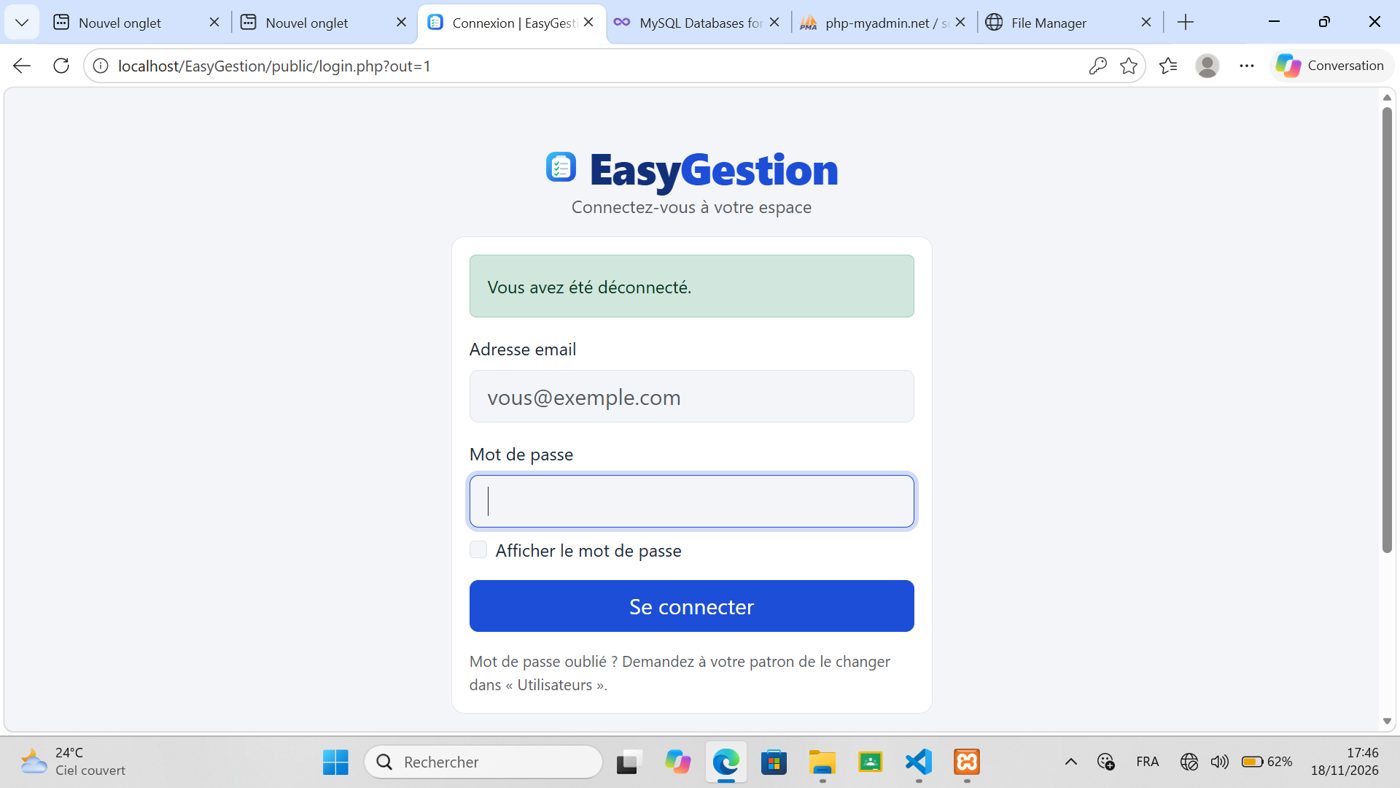 Nouvel onglet
Nouvel onglet
Connexion | EasyGesti
MySQL Databases for
php-myadmin.net / s
File Manager
localhost/EasyGestion/public/login.php?out=1
Conversation
EasyGestion
Connectez-vous à votre espace
Vous avez été déconnecté.
Adresse email
vous@exemple.com
Mot de passe
Afficher le mot de passe
Se connecter
Mot de passe oublié ? Demandez à votre patron de le changer
dans « Utilisateurs ».
24°C
Ciel couvert
Rechercher
FRA
62%
17:46
18/11/2026